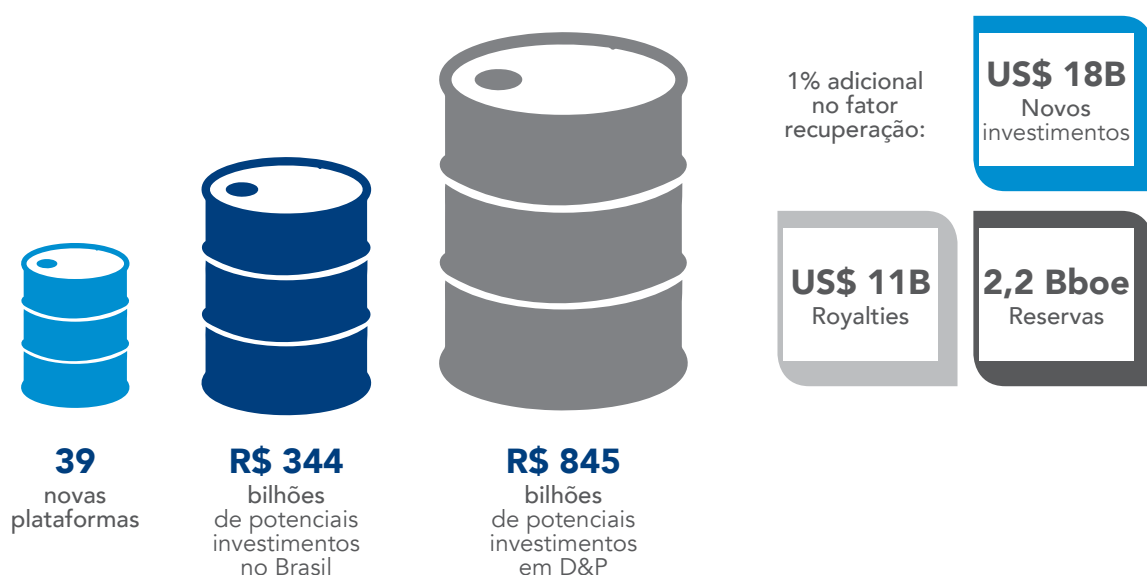 39
novas
plataformas
R$ 344
bilhões
de potenciais
investimentos
no Brasil
R$ 845
bilhões
de potenciais
investimentos
em D&P
1% adicional
no fator
recuperação:
US$ 18B
Novos
investimentos
US$ 11B
Royalties
2,2 Bboe
Reservas